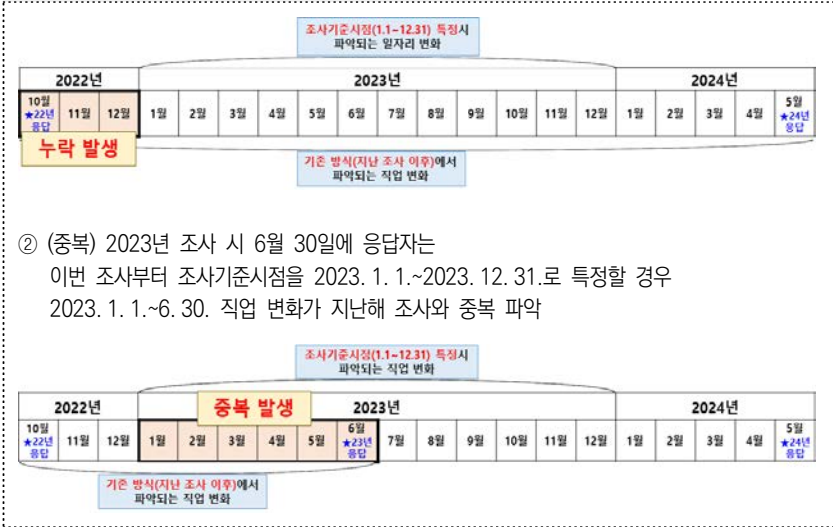 조사기준시점(1.1~12.31) 특정시
파악되는 일자리 변화
2022년 2023년 2024년
10월 ★22년 응답 11월 12월 1월 2월 3월 4월 5월 6월 7월 8월 9월 10월 11월 12월 1월 2월 3월 4월 5월 ★24년 응답
누락 발생
기존 방식(지난 조사 이후)에서
파악되는 직업 변화
② (중복) 2023년 조사 시 6월 30일에 응답자는
이번 조사부터 조사기준시점을 2023. 1. 1.~2023. 12. 31.로 특정할 경우
2023. 1. 1.~6. 30. 직업 변화가 지난해 조사와 중복 파악
조사기준시점(1.1~12.31) 특정시
파악되는 직업 변화
중복 발생
2022년 2023년 2024년
10월 ★22년 응답 11월 12월 1월 2월 3월 4월 5월 6월 ★23년 응답 7월 8월 9월 10월 11월 12월 1월 2월 3월 4월 5월 ★24년 응답
기존 방식(지난 조사 이후)에서
파악되는 직업 변화